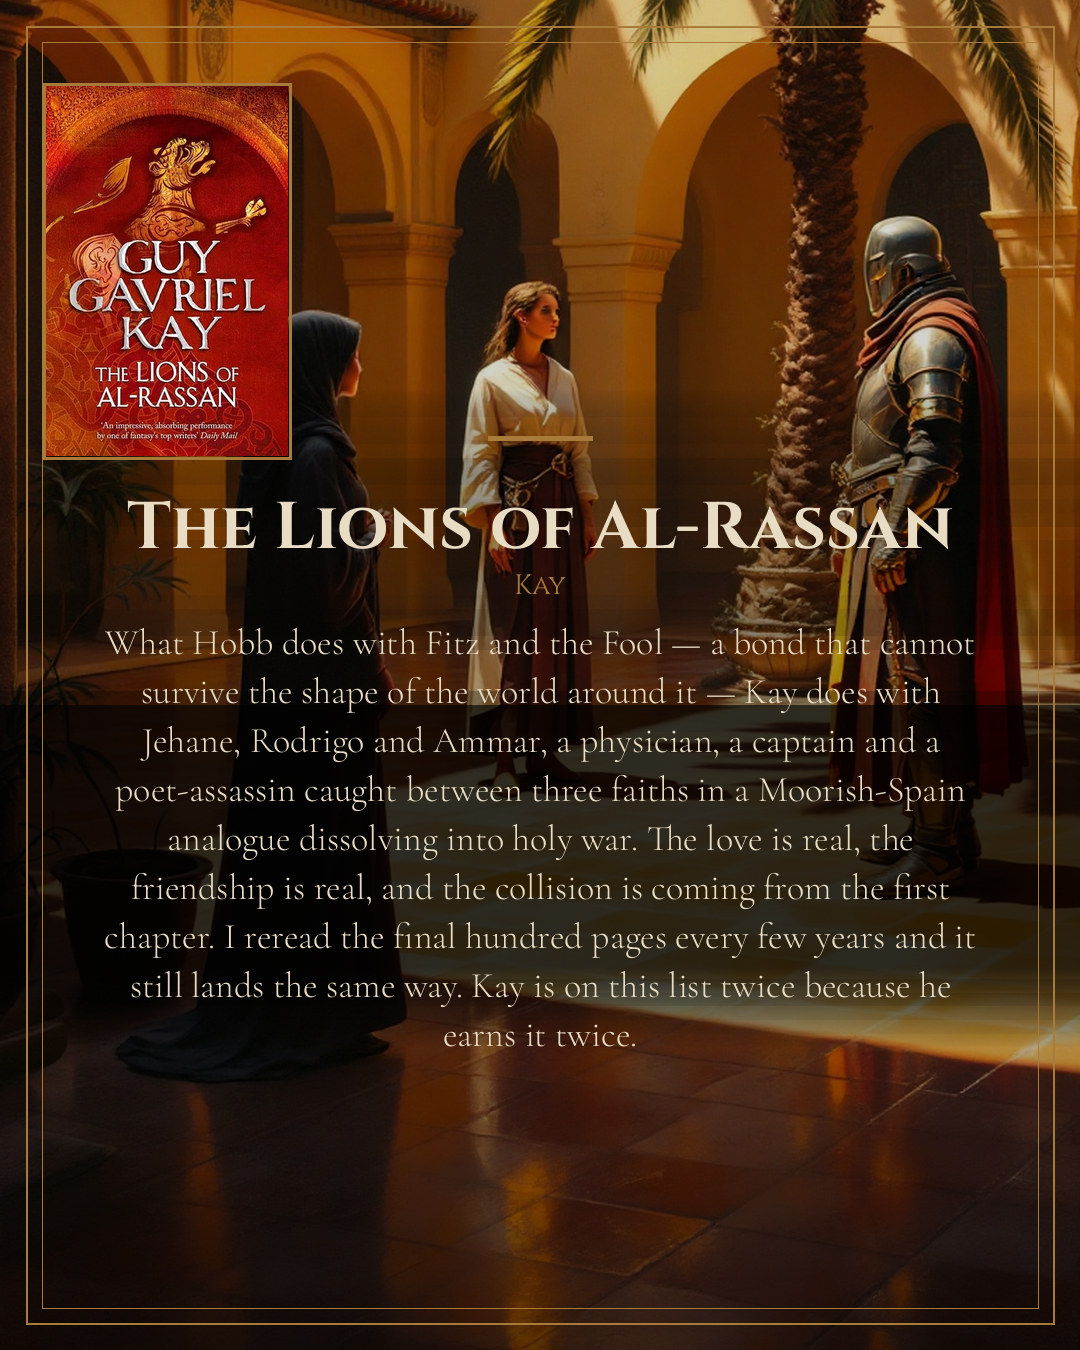 GUY
GAVRIEL
KAY
THE LIONS OF
AL-RASSAN
'An impressive, absorbing performance
by one of fantasy's top writers' Daily Mail
The Lions of Al-Rassan
Kay
What Hobb does with Fitz and the Fool — a bond that cannot
survive the shape of the world around it — Kay does with
Jehane, Rodrigo and Ammar, a physician, a captain and a
poet-assassin caught between three faiths in a Moorish-Spain
analogue dissolving into holy war. The love is real, the
friendship is real, and the collision is coming from the first
chapter. I reread the final hundred pages every few years and it
still lands the same way. Kay is on this list twice because he
earns it twice.